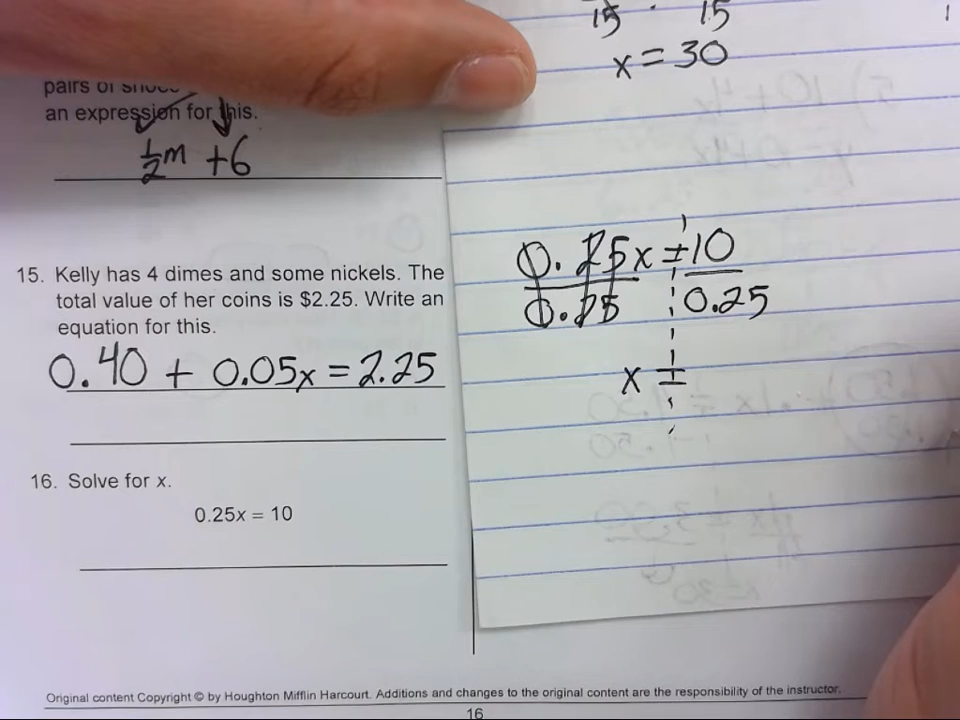 pairs of
an expression for this.
1/2m + 6
15. Kelly has 4 dimes and some nickels. The
total value of her coins is $2.25. Write an
equation for this.
0.40 + 0.05x = 2.25
16. Solve for x.
0.25x = 10
15 15
x = 30
0.25x = 10
0.25 0.25
x =
Original content Copyright © by Houghton Mifflin Harcourt. Additions and changes to the original content are the responsibility of the instructor.
16